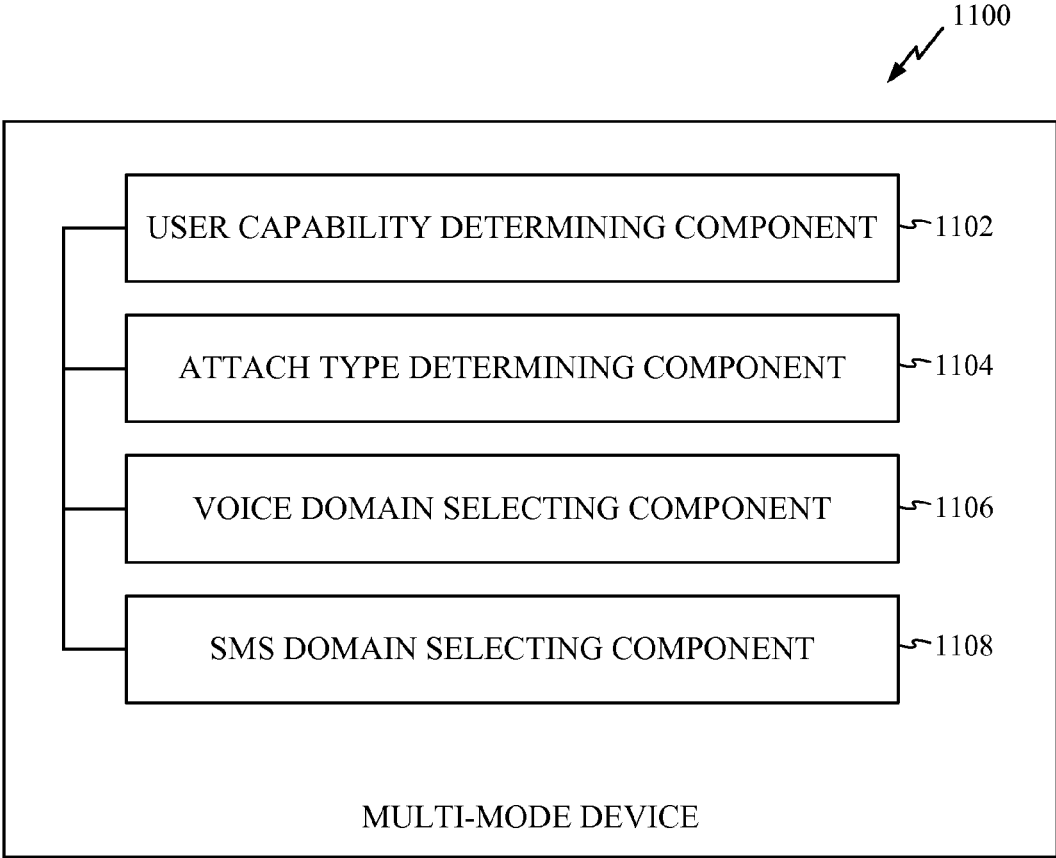 1100
USER CAPABILITY DETERMINING COMPONENT
1102
ATTACH TYPE DETERMINING COMPONENT
1104
VOICE DOMAIN SELECTING COMPONENT
1106
SMS DOMAIN SELECTING COMPONENT
1108
MULTI-MODE DEVICE